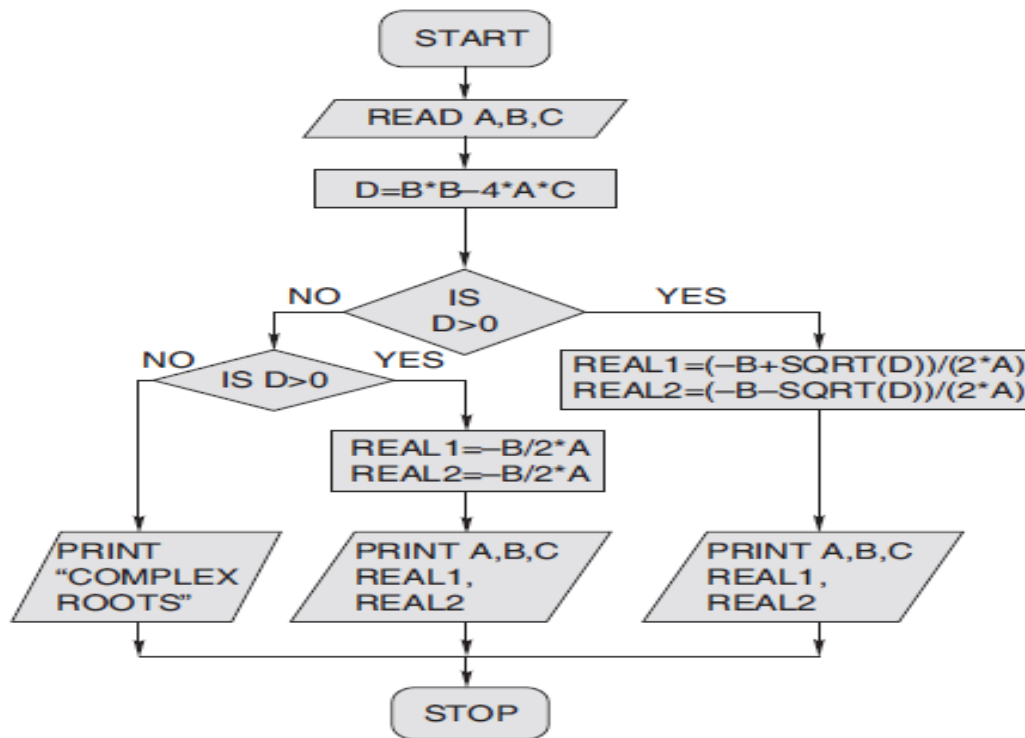 START
READ A,B,C
D=B*B–4*A*C
IS
D>0
NO
YES
IS D>0
NO
YES
REAL1=(–B+SQRT(D))/(2*A)
REAL2=(–B–SQRT(D))/(2*A)
REAL1=–B/2*A
REAL2=–B/2*A
PRINT
“COMPLEX
ROOTS”
PRINT A,B,C
REAL1,
REAL2
PRINT A,B,C
REAL1,
REAL2
STOP